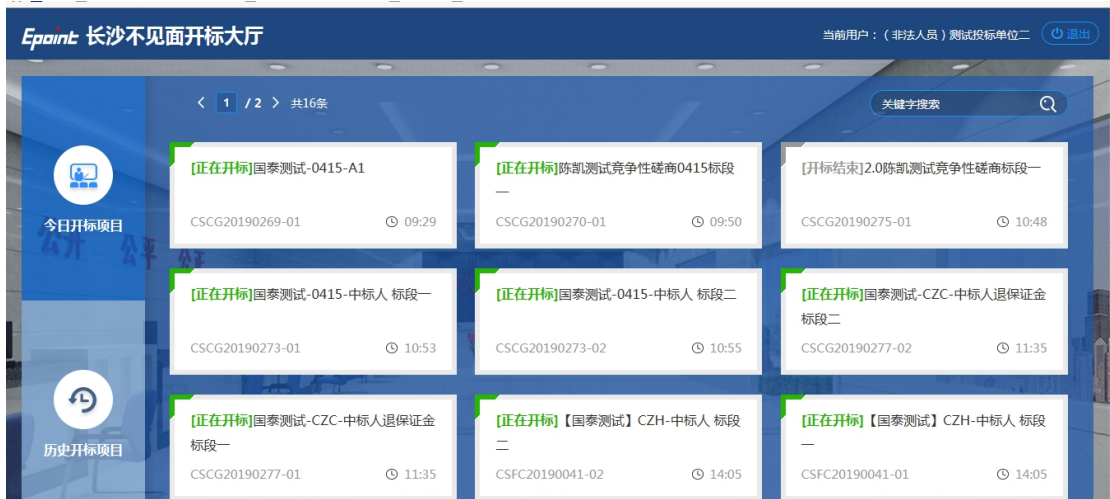 Epoint 长沙不见面开标大厅
当前用户：（非法人员）测试投标单位二 退出
1 / 2 共16条
关键字搜索
今日开标项目
历史开标项目
公开 公平 公正
[正在开标]国泰测试-0415-A1
CSCG20190269-01 09:29
[正在开标]陈凯测试竞争性磋商0415标段
一
CSCG20190270-01 09:50
[开标结束]2.0陈凯测试竞争性磋商标段一
CSCG20190275-01 10:48
[正在开标]国泰测试-0415-中标人 标段一
CSCG20190273-01 10:53
[正在开标]国泰测试-0415-中标人 标段二
CSCG20190273-02 10:55
[正在开标]国泰测试-CZC-中标人退保证金
标段二
CSCG20190277-02 11:35
[正在开标]国泰测试-CZC-中标人退保证金
标段一
CSCG20190277-01 11:35
[正在开标]【国泰测试】CZH-中标人 标段
二
CSFC20190041-02 14:05
[正在开标]【国泰测试】CZH-中标人 标段
一
CSFC20190041-01 14:05